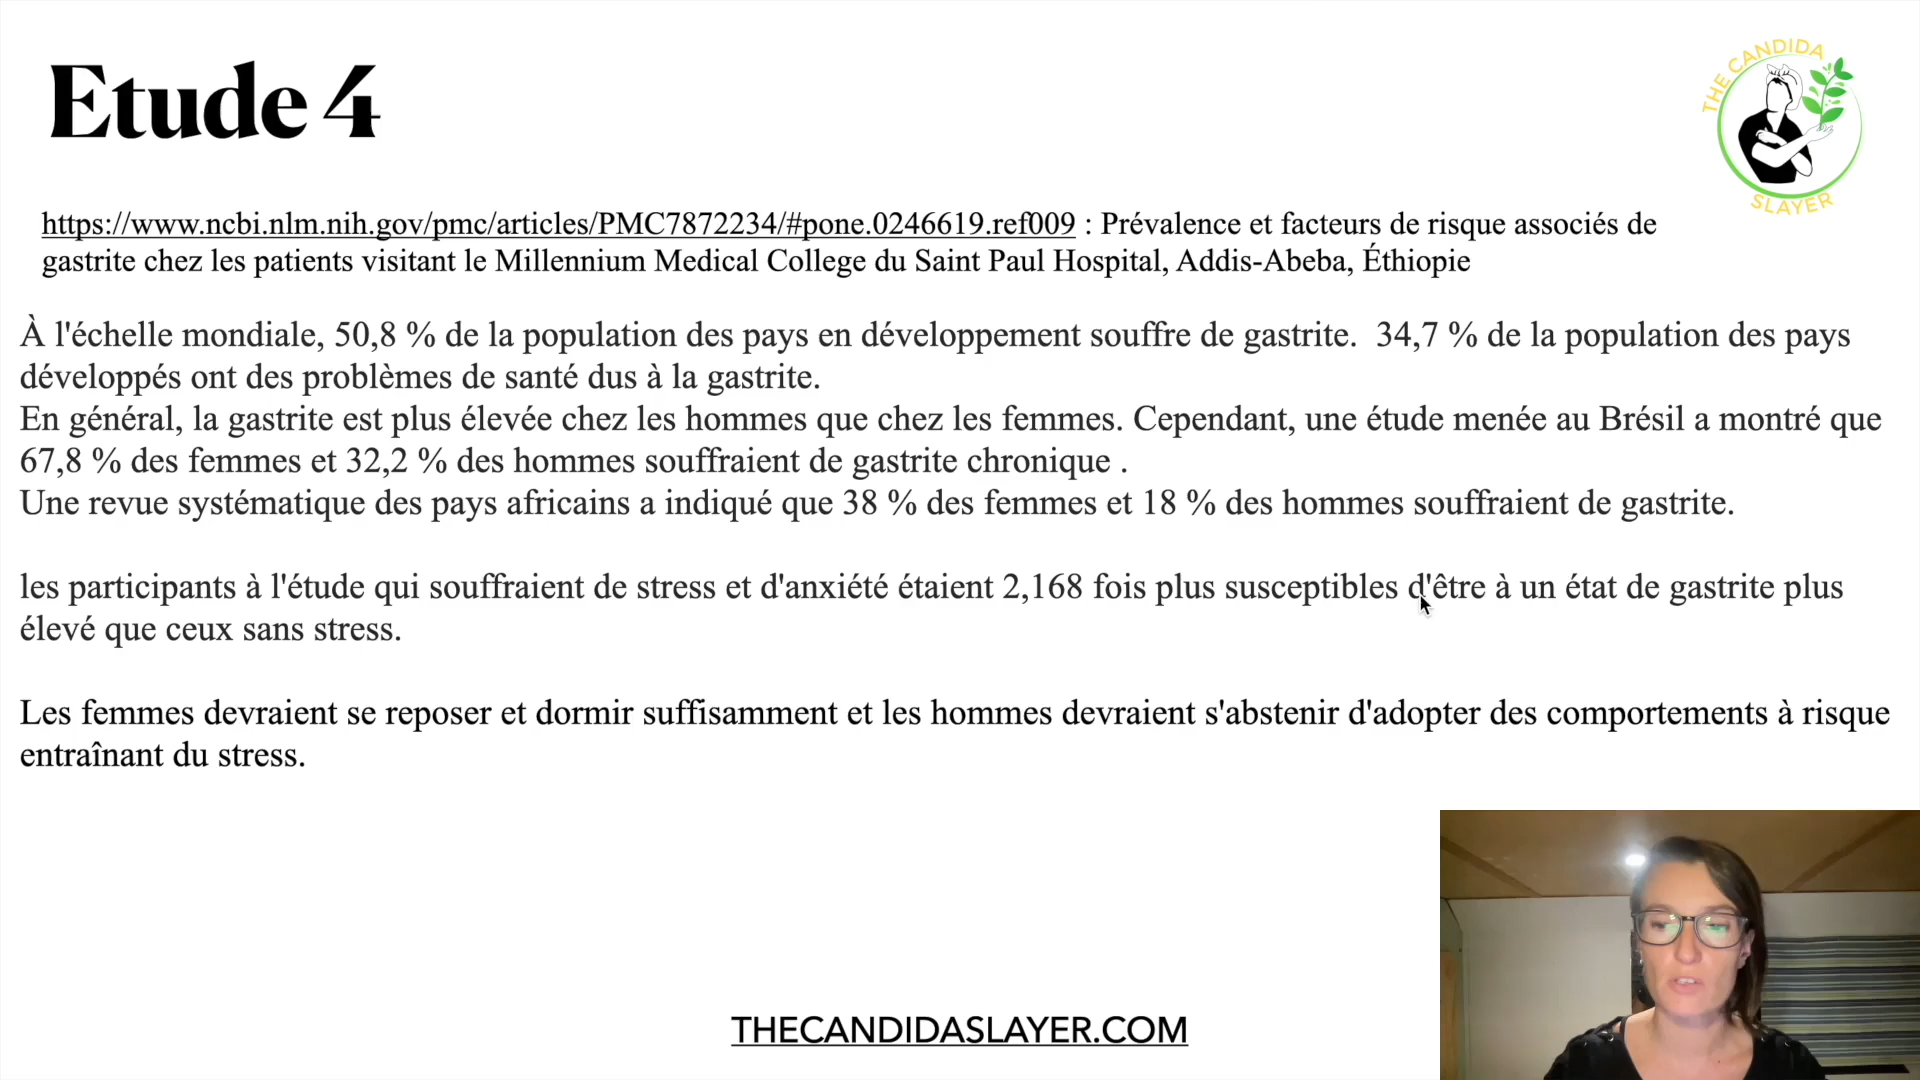 Etude 4
THE CANDIDA
SLAYER
https://www.ncbi.nlm.nih.gov/pmc/articles/PMC7872234/#pone.0246619.ref009 : Prévalence et facteurs de risque associés de
gastrite chez les patients visitant le Millennium Medical College du Saint Paul Hospital, Addis-Abeba, Éthiopie
À l'échelle mondiale, 50,8 % de la population des pays en développement souffre de gastrite.  34,7 % de la population des pays
développés ont des problèmes de santé dus à la gastrite.
En général, la gastrite est plus élevée chez les hommes que chez les femmes. Cependant, une étude menée au Brésil a montré que
67,8 % des femmes et 32,2 % des hommes souffraient de gastrite chronique .
Une revue systématique des pays africains a indiqué que 38 % des femmes et 18 % des hommes souffraient de gastrite.
les participants à l'étude qui souffraient de stress et d'anxiété étaient 2,168 fois plus susceptibles d'être à un état de gastrite plus
élevé que ceux sans stress.
Les femmes devraient se reposer et dormir suffisamment et les hommes devraient s'abstenir d'adopter des comportements à risque
entraînant du stress.
THECANDIDASLAYER.COM